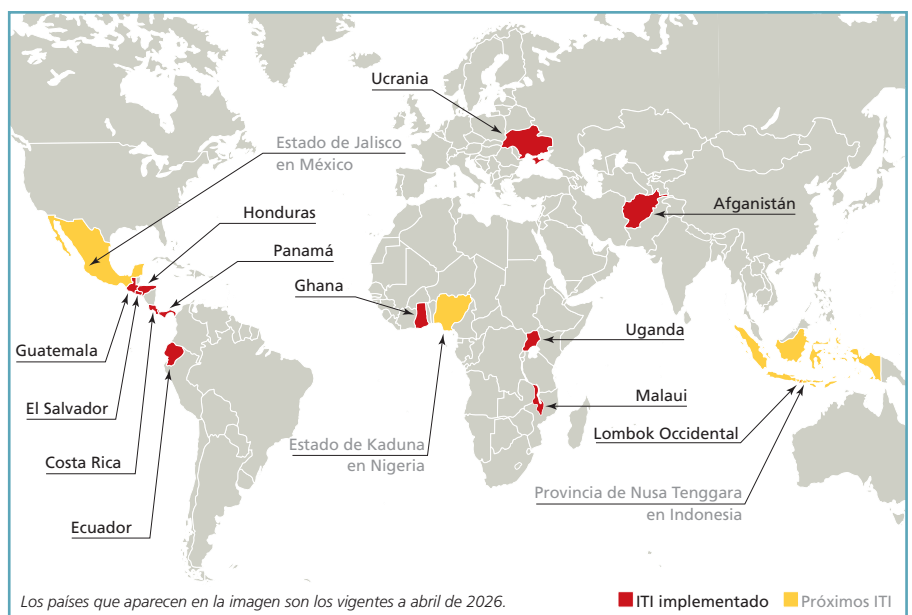 Ucrania
Estado de Jalisco
en México
Afganistán
Honduras
Panamá
Ghana
Uganda
Guatemala
Malaui
El Salvador
Lombok Occidental
Estado de Kaduna
en Nigeria
Costa Rica
Provincia de Nusa Tenggara
en Indonesia
Ecuador
Los países que aparecen en la imagen son los vigentes a abril de 2026.
ITI implementado
Próximos ITI